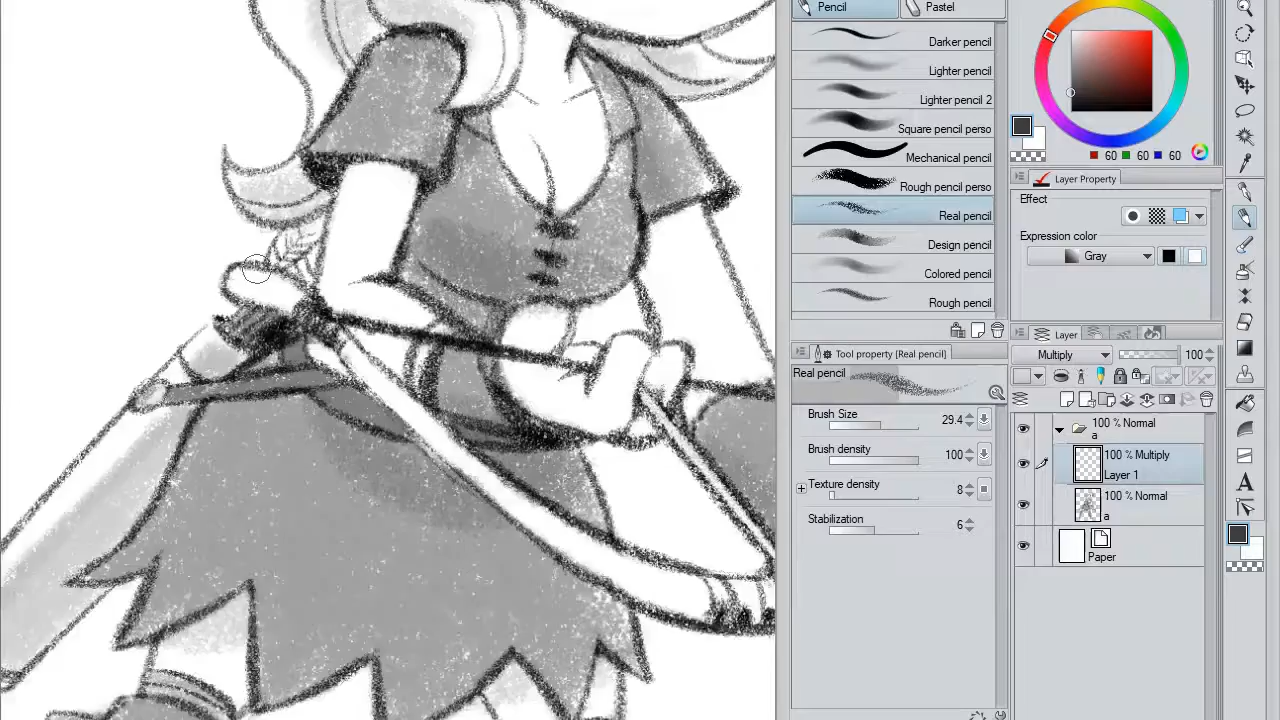 Pencil
Pastel
Darker pencil
Lighter pencil
Lighter pencil 2
Square pencil perso
Mechanical pencil
Rough pencil perso
Real pencil
Design pencil
Colored pencil
Rough pencil
Tool property [Real pencil]
Real pencil
Brush Size
29.4
Brush density
100
Texture density
8
Stabilization
6
60
60
60
Layer Property
Effect
Expression color
Gray
Layer
Multiply
100
100 % Normal
a
100 % Multiply
Layer 1
100 % Normal
a
Paper
A